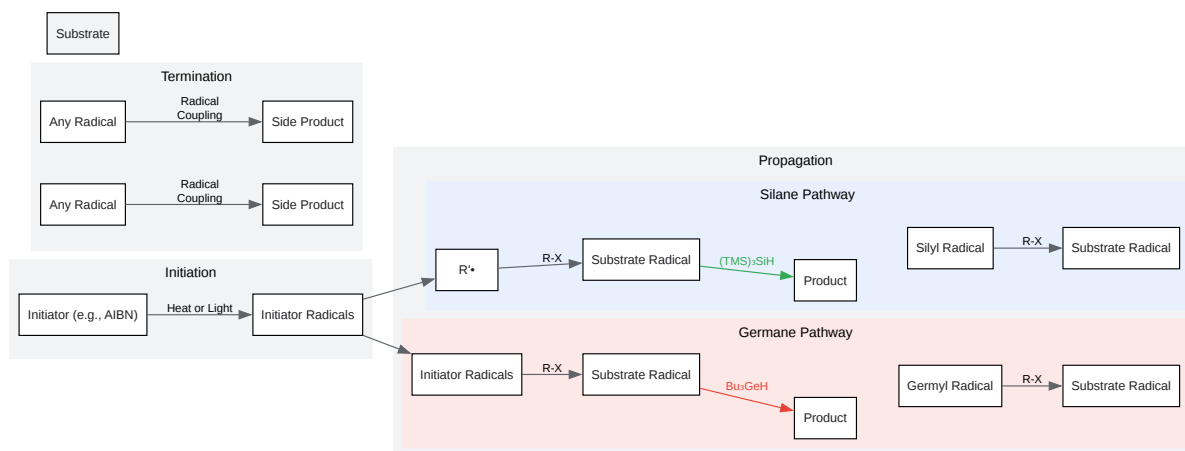 Substrate
Termination
Any Radical
Radical
Coupling
Side Product
Any Radical
Radical
Coupling
Side Product
Initiation
Initiator (e.g., AIBN)
Heat or Light
Initiator Radicals
Propagation
Silane Pathway
R'•
R-X
Substrate Radical
(TMS)₃SiH
Product
Silyl Radical
R-X
Substrate Radical
Germane Pathway
Initiator Radicals
R-X
Substrate Radical
Bu₃GeH
Product
Germyl Radical
R-X
Substrate Radical